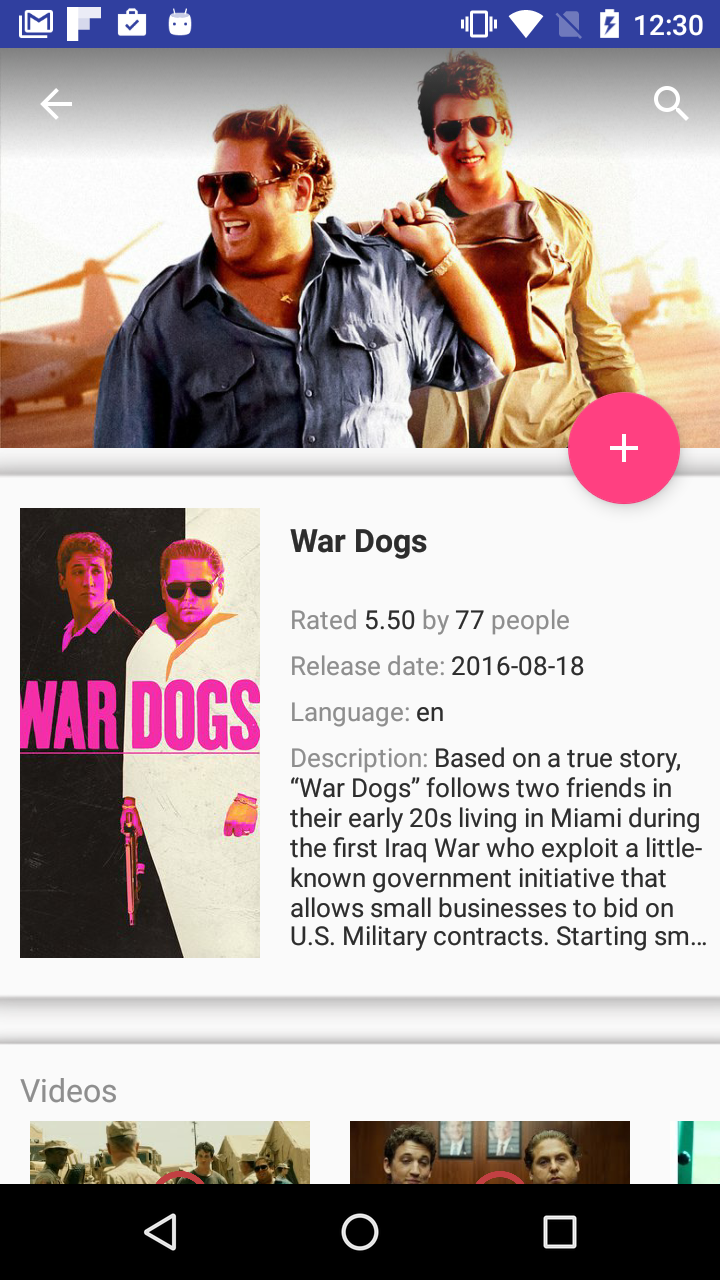 12:30
War Dogs
Rated 5.50 by 77 people
Release date: 2016-08-18
Language: en
WAR DOGS
Description: Based on a true story,
“War Dogs” follows two friends in
their early 20s living in Miami during
the first Iraq War who exploit a little-
known government initiative that
allows small businesses to bid on
U.S. Military contracts. Starting sm...
Videos